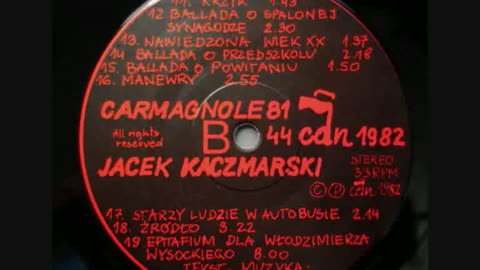 11. KRZYK 1.43
12. BALLADA O SPALONEJ
SYNAGODZE 2.30
13. NAWIEDZONA WIEK XX 1.37
14. BALLADA O PRZEDSZKOLU 2.18
15. BALLADA O POWITANIU 1.50
16. MANEWRY 2.55
CARMAGNOLE 81
All rights
reserved
B
44 cdn 1982
JACEK KACZMARSKI
STEREO
33 RPM
© Ⓟ cdn 1982
17. STARZY LUDZIE W AUTOBUSIE 2.14
18. ŹRÓDŁO 3.22
19. EPITAFIUM DLA WŁODZIMIERZA
WYSOCKIEGO 8.00
TEKST, MUZYKA: